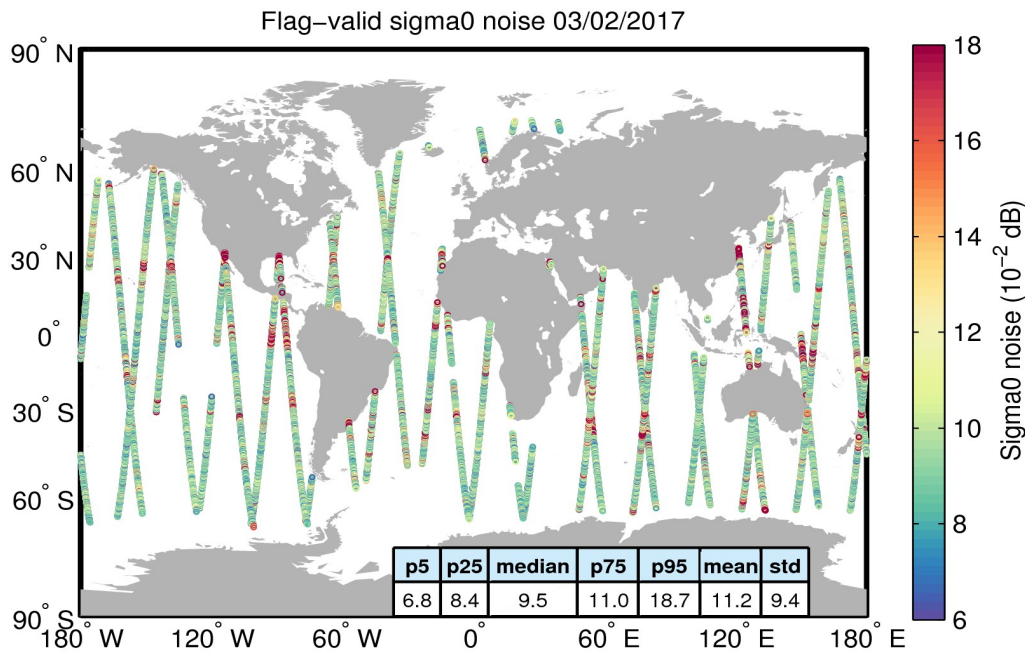 Flag−valid sigma0 noise 03/02/2017
90° N
60° N
30° N
0°
30° S
60° S
90° S
180° W
120° W
60° W
0°
60° E
120° E
180° E
p5 p25 median p75 p95 mean std
6.8 8.4 9.5 11.0 18.7 11.2 9.4
18
16
14
12
10
8
6
Sigma0 noise (10⁻² dB)